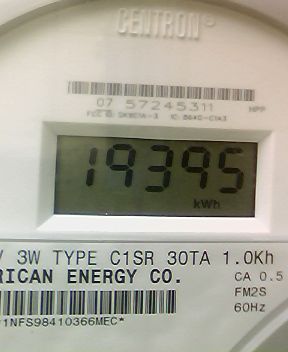 CENTRON®
07 57245311 HPP
19395
kWh
3W TYPE C1SR 30TA 1.0Kh
RICAN ENERGY CO. CA 0.5
FM2S
60Hz
1NFS98410366MEC*